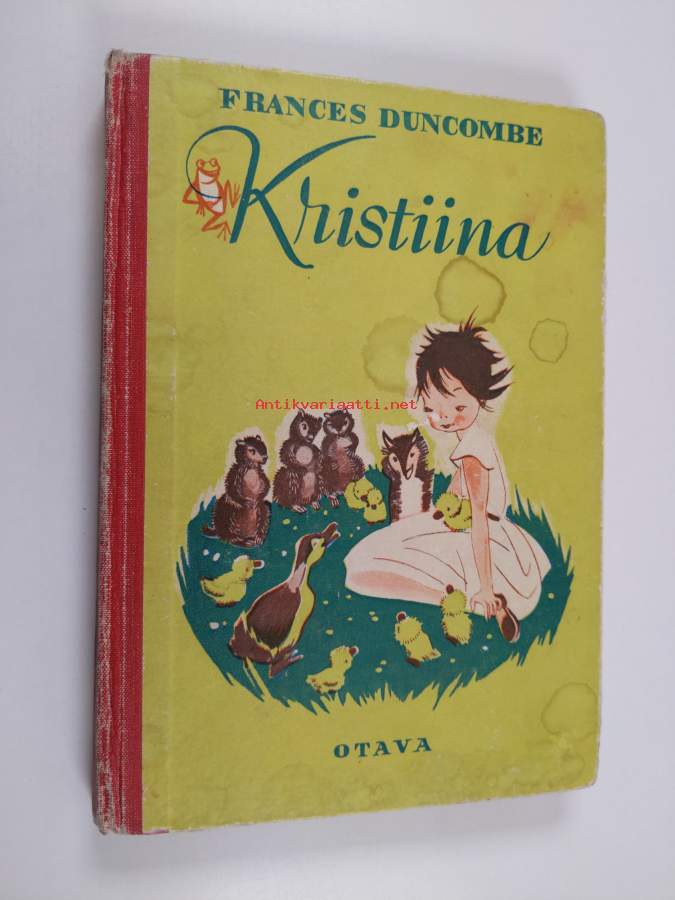 FRANCES DUNCOMBE
Kristiina
Antikvariaatti.net
OTAVA